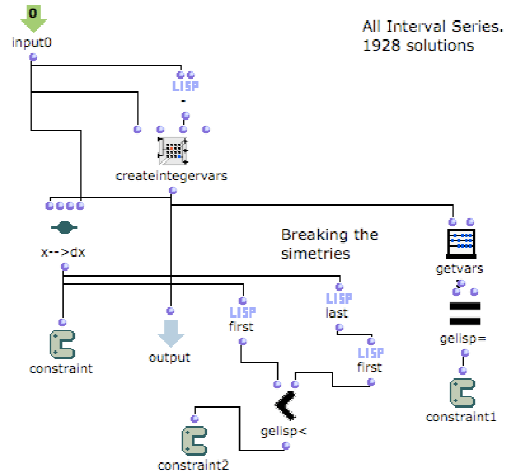 0
input0
All Interval Series.
1928 solutions
LISP
-
createintegervars
x-->dx
Breaking the
simetries
getvars
LISP
last
LISP
first
gelisp=
LISP
first
constraint
output
constraint1
gelisp<
constraint2